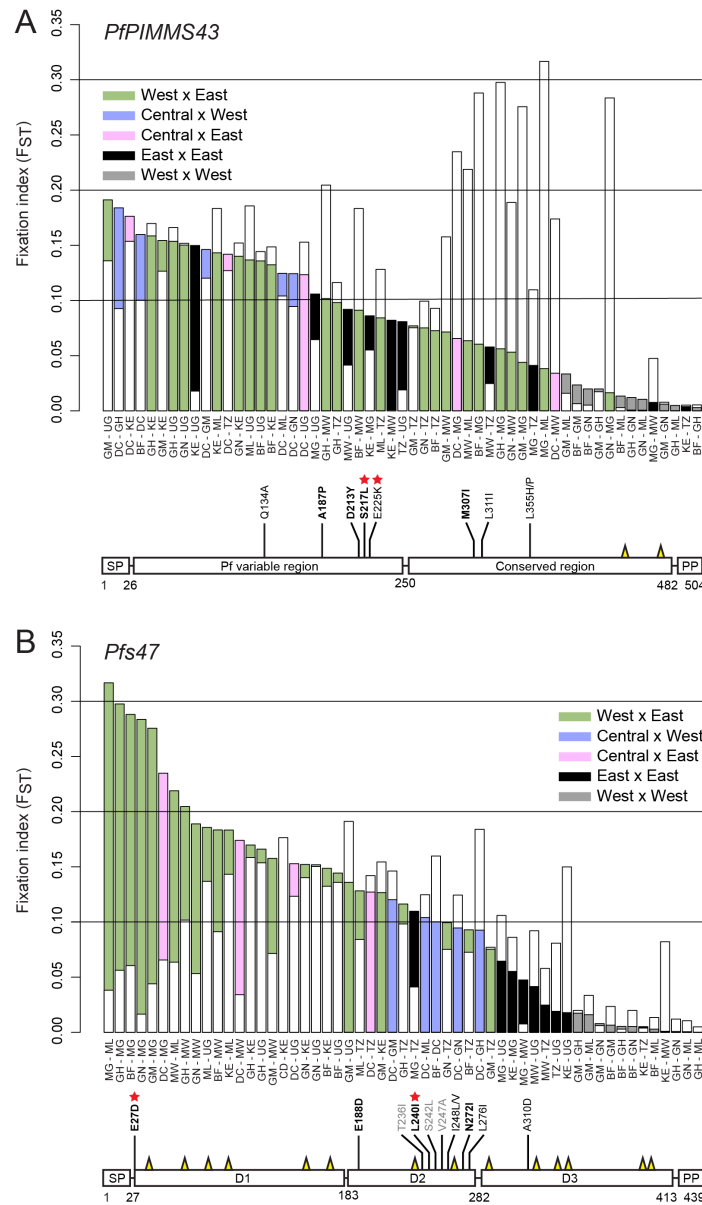 A
PfPIMMS43
Fixation index (FST)
0.35
0.30
0.25
0.20
0.15
0.10
0.05
0.00
West x East
Central x West
Central x East
East x East
West x West
GM - UG
DC - GH
DC - KE
BF - DC
GH - KE
GM - KE
GH - UG
GN - UG
KE - UG
DC - GM
KE - ML
DC - TZ
GN - KE
ML - UG
BF - UG
BF - KE
DC - ML
DC - GN
DC - UG
MG - UG
GH - MW
GH - TZ
MW - UG
BF - MW
KE - MG
ML - TZ
KE - MW
TZ - UG
GM - TZ
GN - TZ
BF - TZ
GM - MW
DC - MG
MW - ML
BF - MG
MW - TZ
GH - MG
GN - MW
GM - MG
MG - TZ
MG - ML
DC - MW
GM - ML
BF - GM
BF - GN
GM - GH
GN - MG
BF - ML
GH - GN
GN - ML
MG - MW
GM - GN
GH - ML
KE - TZ
BF - GH
Q134A
A187P
D213Y
S217L
E225K
M307I
L311I
L355H/P
SP
Pf variable region
Conserved region
PP
1
26
250
482
504
B
Pfs47
Fixation index (FST)
0.35
0.30
0.25
0.20
0.15
0.10
0.05
0.00
West x East
Central x West
Central x East
East x East
West x West
MG - ML
GH - MG
BF - MG
GN - MG
GM - MG
DC - MG
MW - ML
GH - MW
GN - MW
ML - UG
BF - MW
KE - ML
DC - MW
GH - KE
GH - UG
GM - MW
CD - KE
DC - UG
GN - KE
GN - UG
BF - KE
BF - UG
GM - UG
ML - TZ
DC - TZ
GM - KE
DC - GM
GH - TZ
MG - TZ
DC - ML
BF - DC
GN - TZ
DC - GN
BF - TZ
DC - GH
GM - TZ
MG - UG
KE - MG
MG - MW
MW - UG
MW - TZ
TZ - UG
KE - UG
GM - GH
GM - ML
GM - GN
BF - GM
BF - GH
BF - GN
KE - TZ
BF - ML
KE - MW
GH - GN
GN - ML
GH - ML
E27D
E188D
T236I
L240I
S242L
V247A
I248L/V
N272I
L276I
A310D
SP
D1
D2
D3
PP
1
27
183
282
413
439